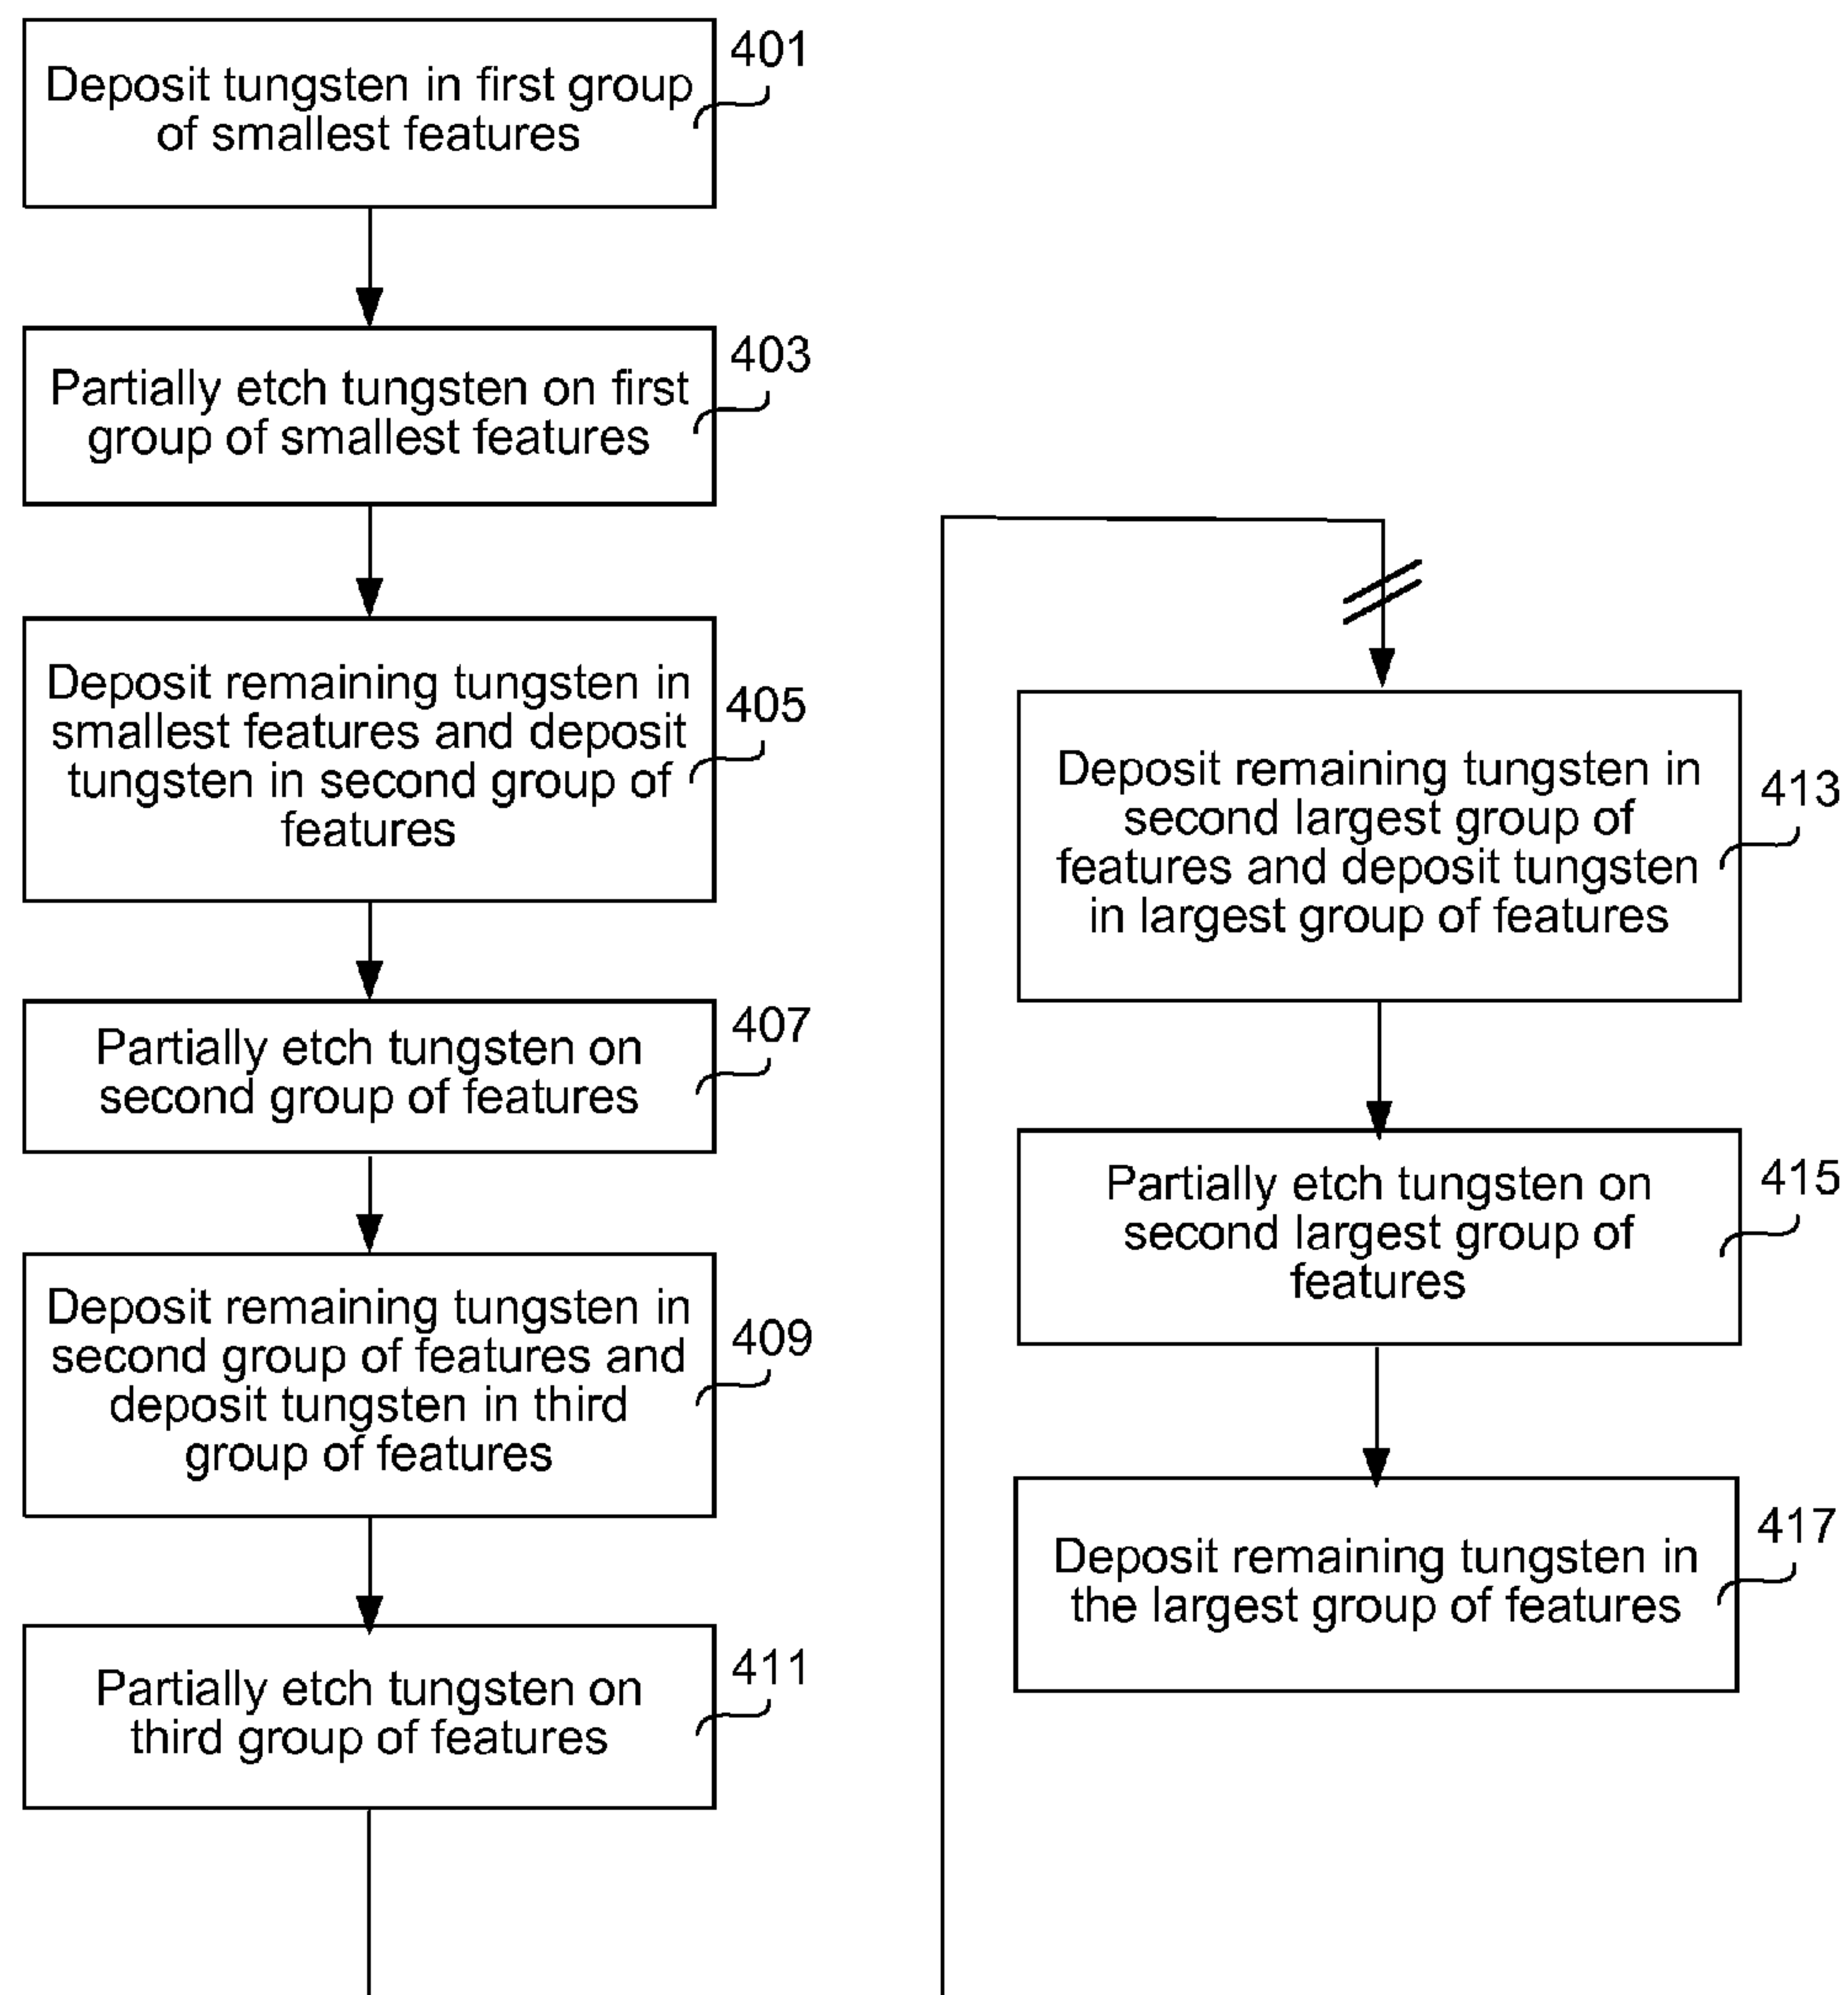 401
Deposit tungsten in first group
of smallest features
403
Partially etch tungsten on first
group of smallest features
405
Deposit remaining tungsten in
smallest features and deposit
tungsten in second group of
features
407
Partially etch tungsten on
second group of features
409
Deposit remaining tungsten in
second group of features and
deposit tungsten in third
group of features
411
Partially etch tungsten on
third group of features
413
Deposit remaining tungsten in
second largest group of
features and deposit tungsten
in largest group of features
415
Partially etch tungsten on
second largest group of
features
417
Deposit remaining tungsten in
the largest group of features